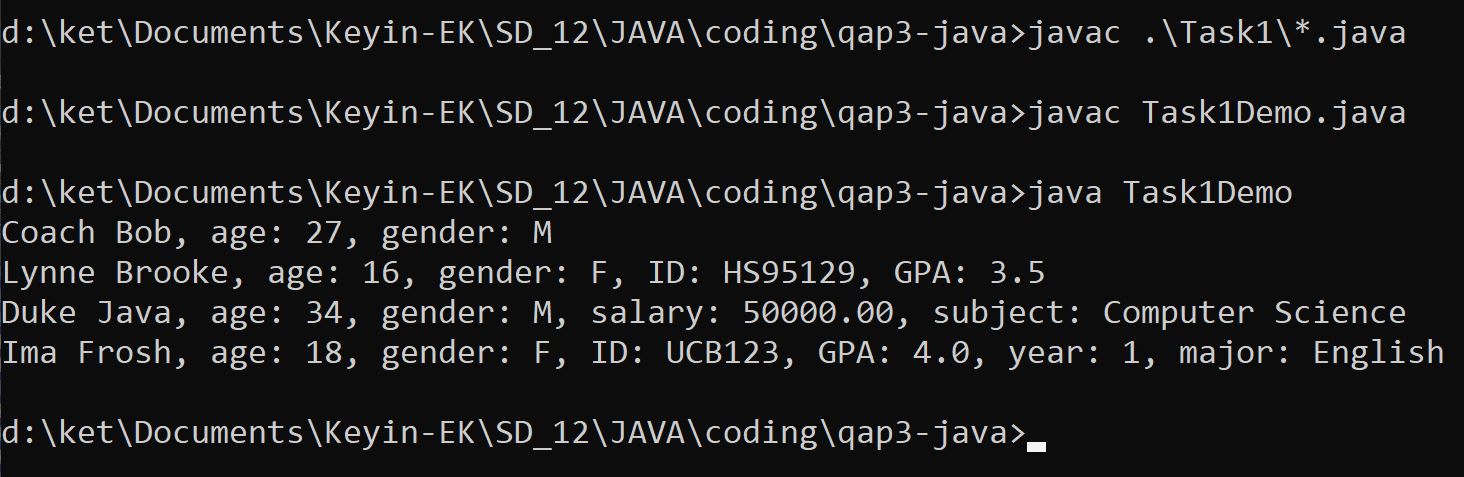 d:\ket\Documents\Keyin-EK\SD_12\JAVA\coding\qap3-java>javac .\Task1\*.java
d:\ket\Documents\Keyin-EK\SD_12\JAVA\coding\qap3-java>javac Task1Demo.java
d:\ket\Documents\Keyin-EK\SD_12\JAVA\coding\qap3-java>java Task1Demo
Coach Bob, age: 27, gender: M
Lynne Brooke, age: 16, gender: F, ID: HS95129, GPA: 3.5
Duke Java, age: 34, gender: M, salary: 50000.00, subject: Computer Science
Ima Frosh, age: 18, gender: F, ID: UCB123, GPA: 4.0, year: 1, major: English
d:\ket\Documents\Keyin-EK\SD_12\JAVA\coding\qap3-java>